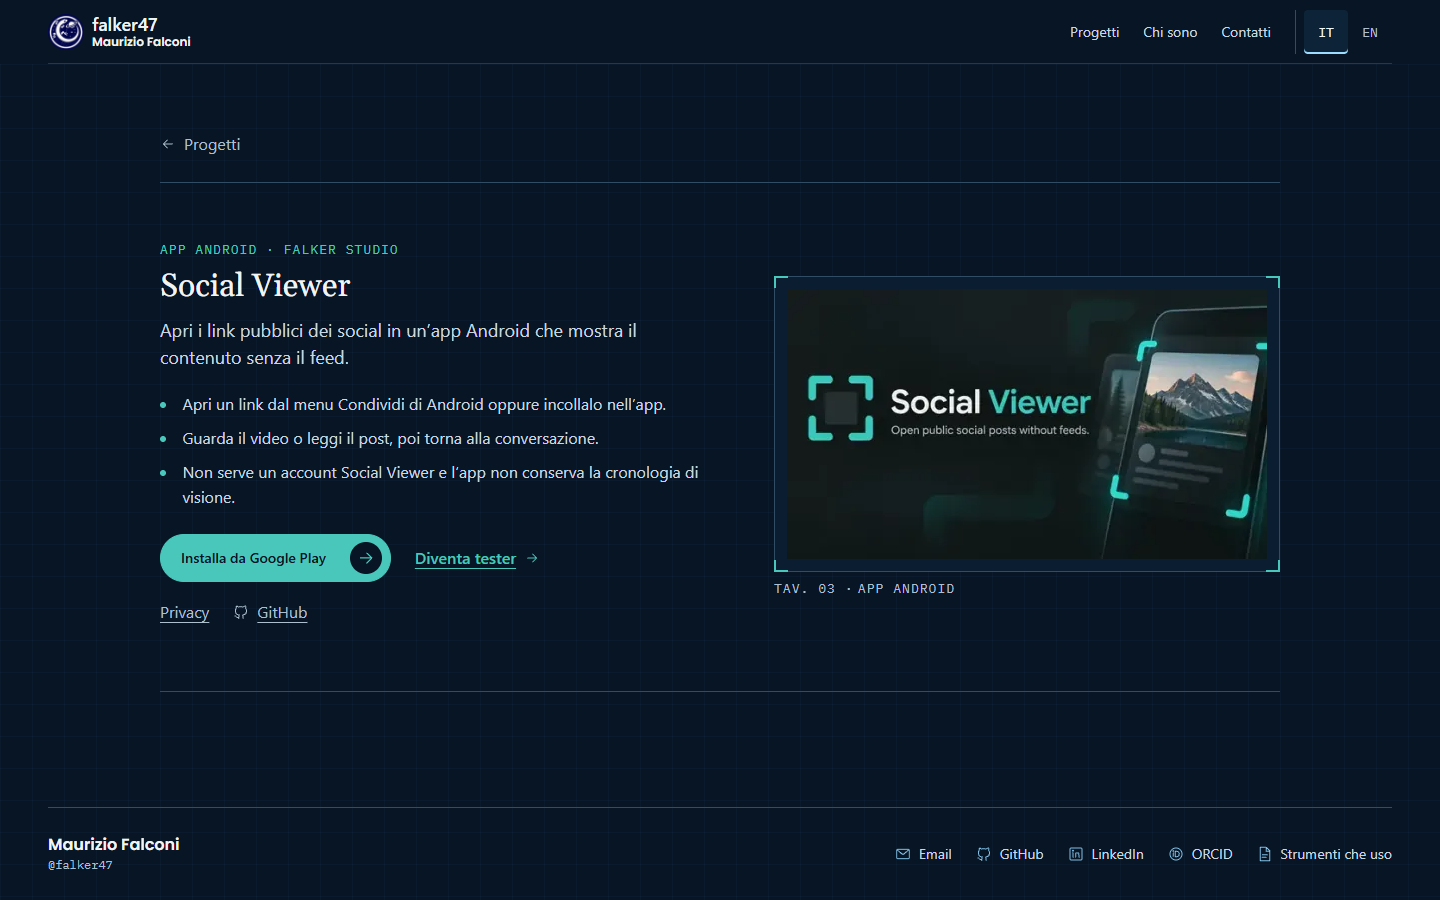 falker47
Maurizio Falconi
Progetti
Chi sono
Contatti
IT
EN
← Progetti
APP ANDROID · FALKER STUDIO
Social Viewer
Apri i link pubblici dei social in un’app Android che mostra il
contenuto senza il feed.
Apri un link dal menu Condividi di Android oppure incollalo nell’app.
Guarda il video o leggi il post, poi torna alla conversazione.
Non serve un account Social Viewer e l’app non conserva la cronologia di
visione.
Installa da Google Play →
Diventa tester →
Privacy
GitHub
Social Viewer
Open public social posts without feeds.
TAV. 03 · APP ANDROID
Maurizio Falconi
@falker47
Email
GitHub
LinkedIn
ORCID
Strumenti che uso